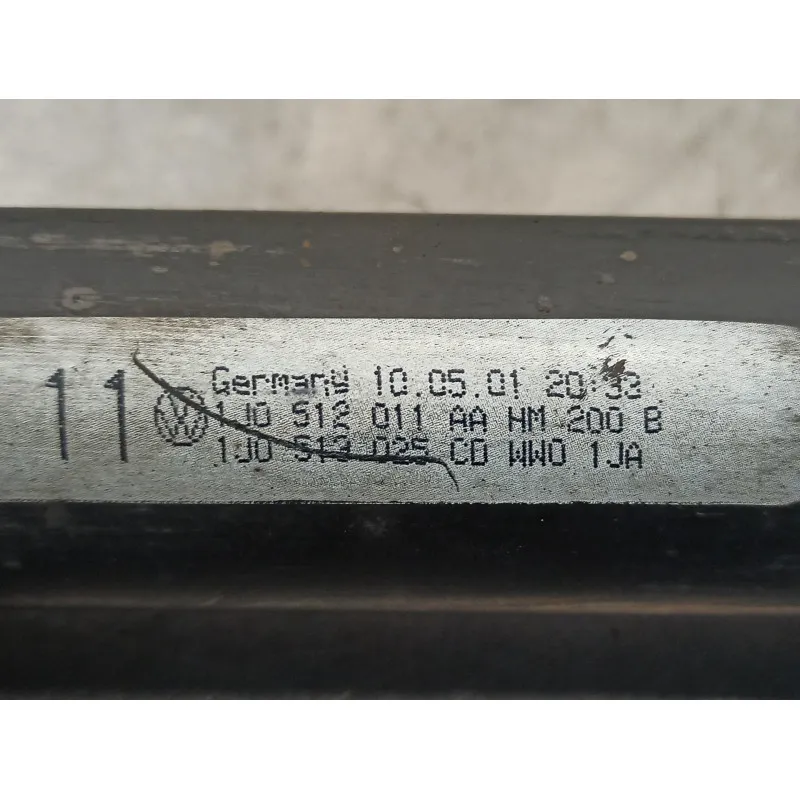 11
Germany 10.05.01 20:33
1J0 512 011 AA HM 200 B
1J0 513 025 CD WW0 1JA